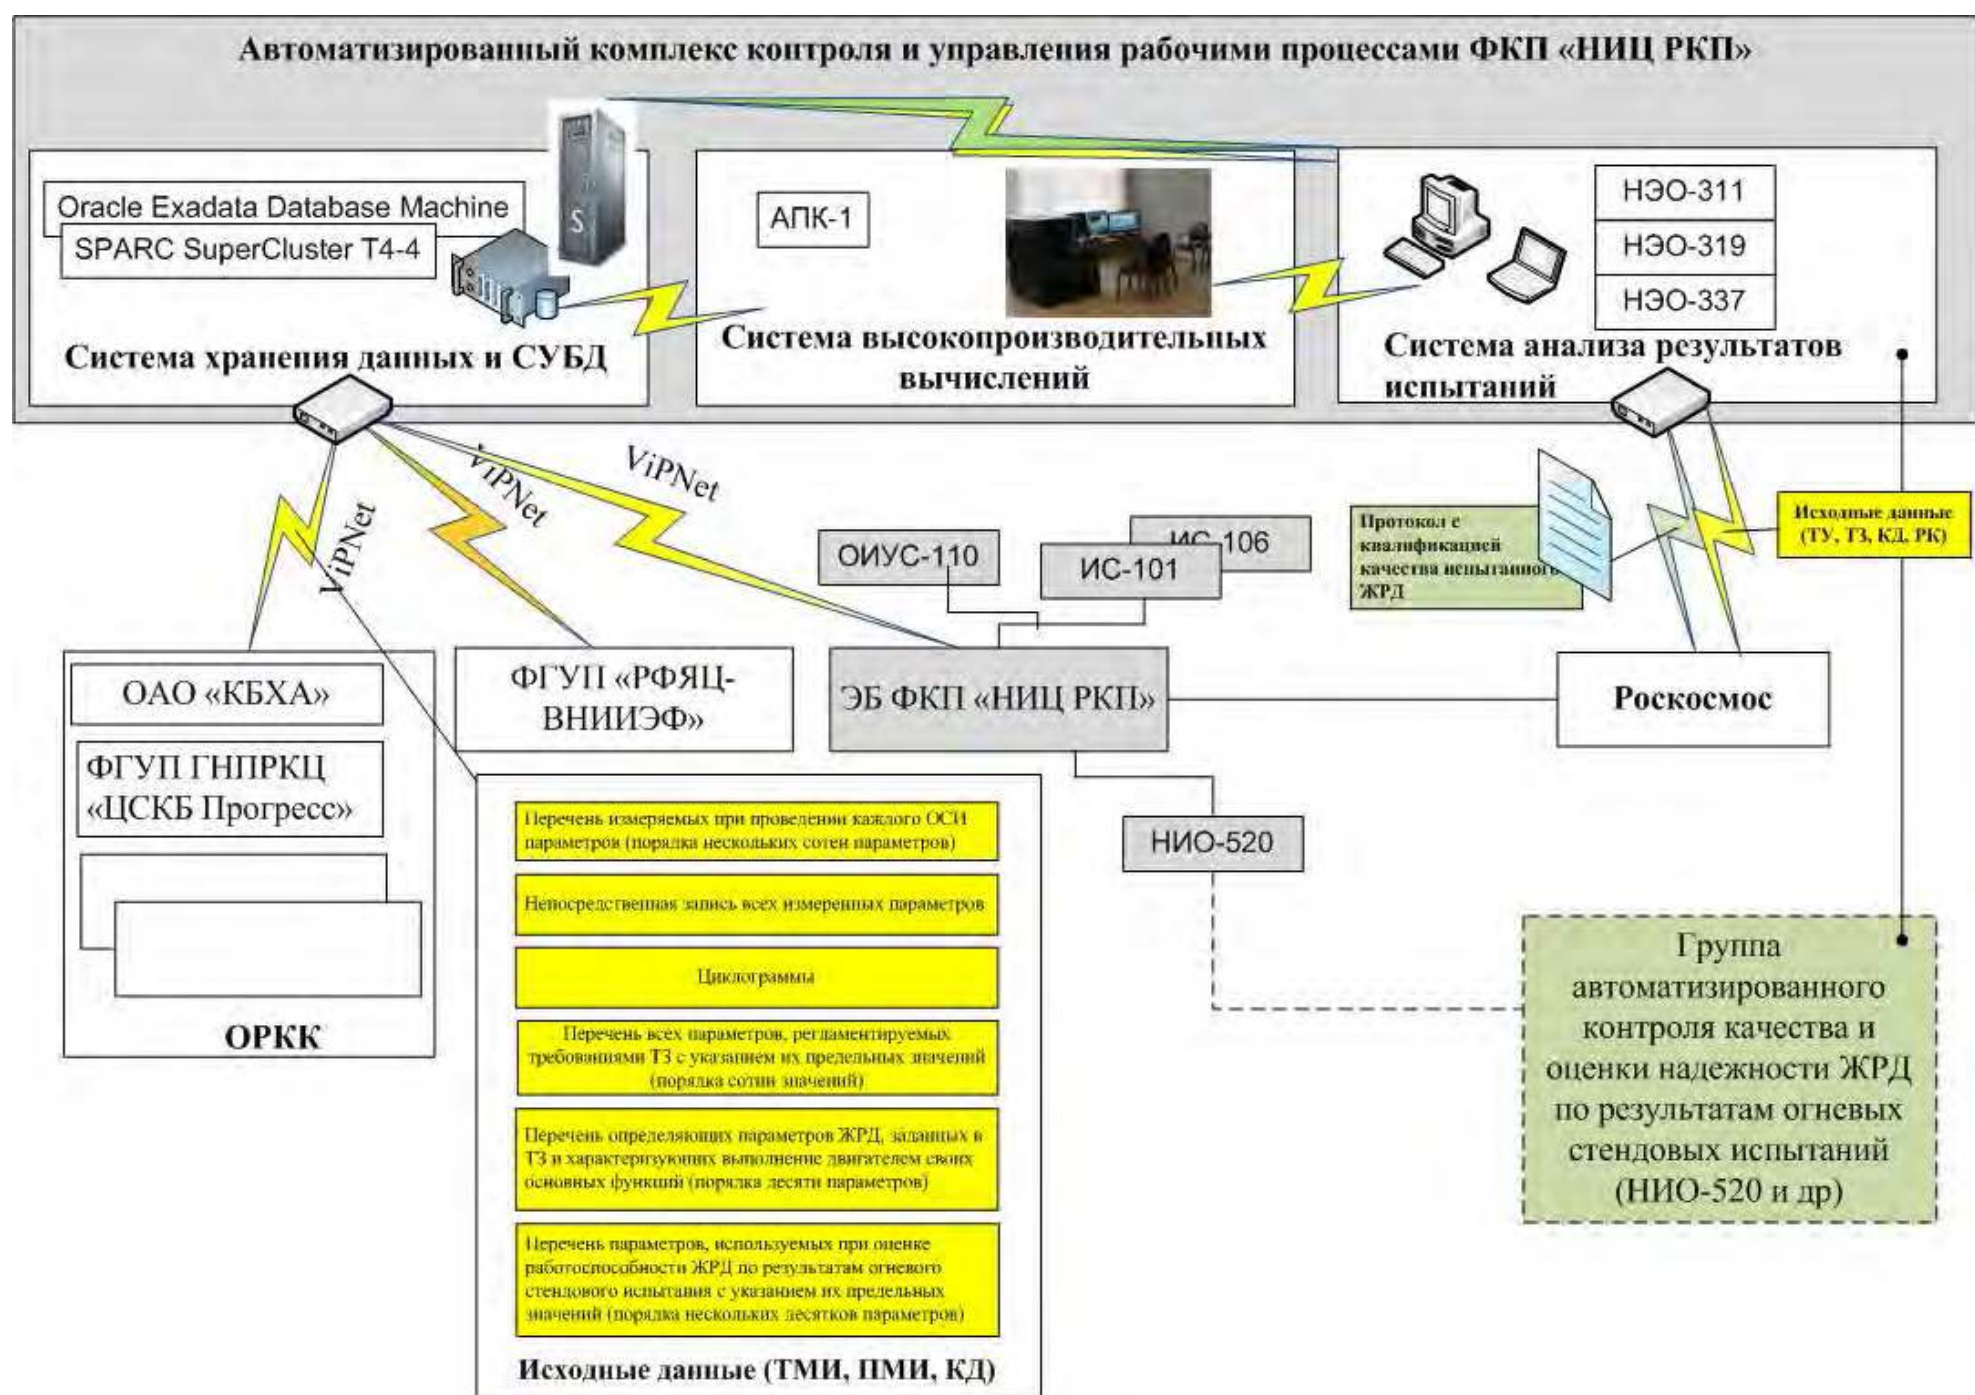 Автоматизированный комплекс контроля и управления рабочими процессами ФКП «НИЦ РКП»
Oracle Exadata Database Machine
SPARC SuperCluster T4-4
S
Система хранения данных и СУБД
АПК-1
Система высокопроизводительных
вычислений
НЭО-311
НЭО-319
НЭО-337
Система анализа результатов
испытаний
ViPNet
ViPNet
ViPNet
ОИУС-110
ИС-106
ИС-101
Протокол с
квалификацией
качества испытанного
ЖРД
Исходные данные
(ТУ, ТЗ, КД, РК)
ОАО «КБХА»
ФГУП ГНПРКЦ
«ЦСКБ Прогресс»
ОРКК
ФГУП «РФЯЦ-
ВНИИЭФ»
ЭБ ФКП «НИЦ РКП»
Роскосмос
НИО-520
Перечень измеряемых при проведении каждого ОСИ
параметров (порядка нескольких сотен параметров)
Непосредственная запись всех измеренных параметров
Циклограммы
Перечень всех параметров, регламентируемых
требованиями ТЗ с указанием их предельных значений
(порядка сотни значений)
Перечень определяющих параметров ЖРД, заданных в
ТЗ и характеризующих выполнение двигателем своих
основных функций (порядка десяти параметров)
Перечень параметров, используемых при оценке
работоспособности ЖРД по результатам огневого
стендового испытания с указанием их предельных
значений (порядка нескольких десятков параметров)
Исходные данные (ТМИ, ПМИ, КД)
Группа
автоматизированного
контроля качества и
оценки надежности ЖРД
по результатам огневых
стендовых испытаний
(НИО-520 и др)